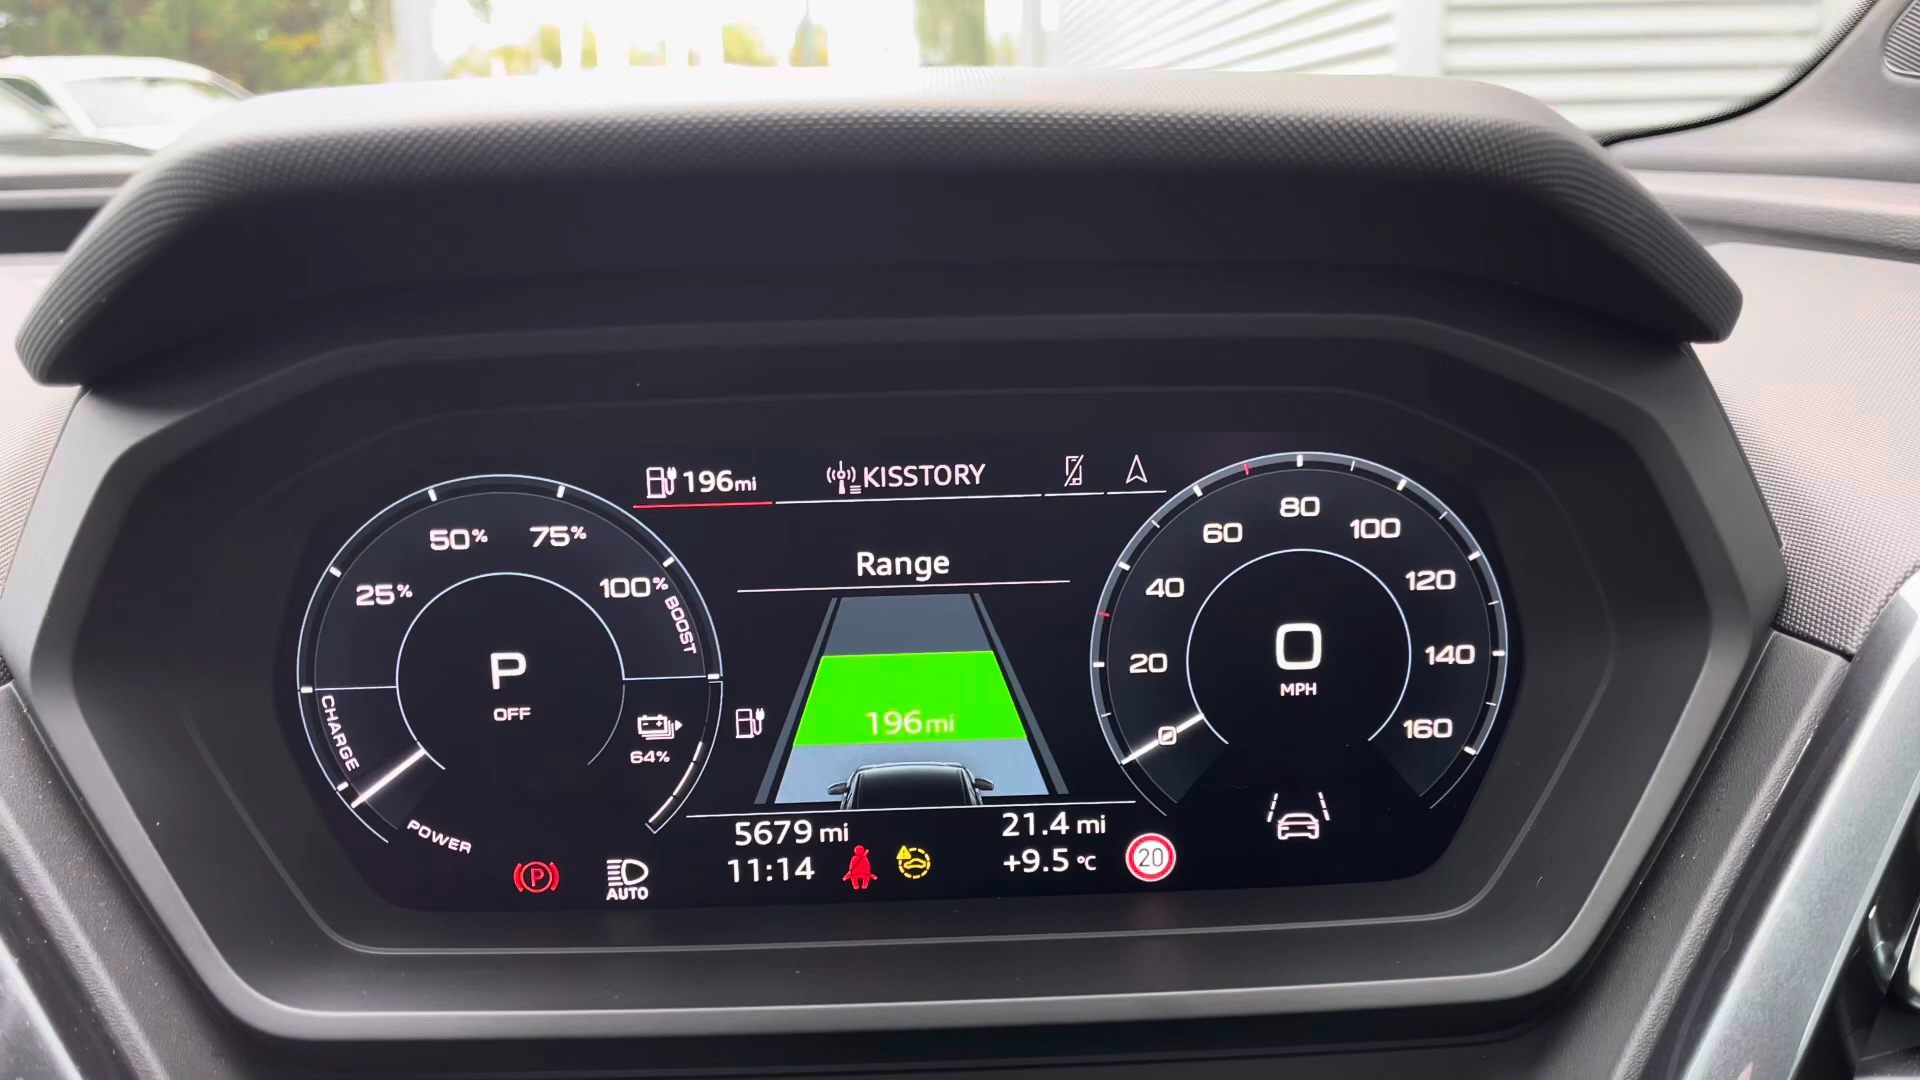 196mi
KISSTORY
Range
25%
50%
75%
100%
BOOST
CHARGE
POWER
P
OFF
64%
196mi
20
40
60
80
100
120
140
160
0
0
MPH
5679 mi
21.4 mi
11:14
+9.5 °C
20
P
AUTO